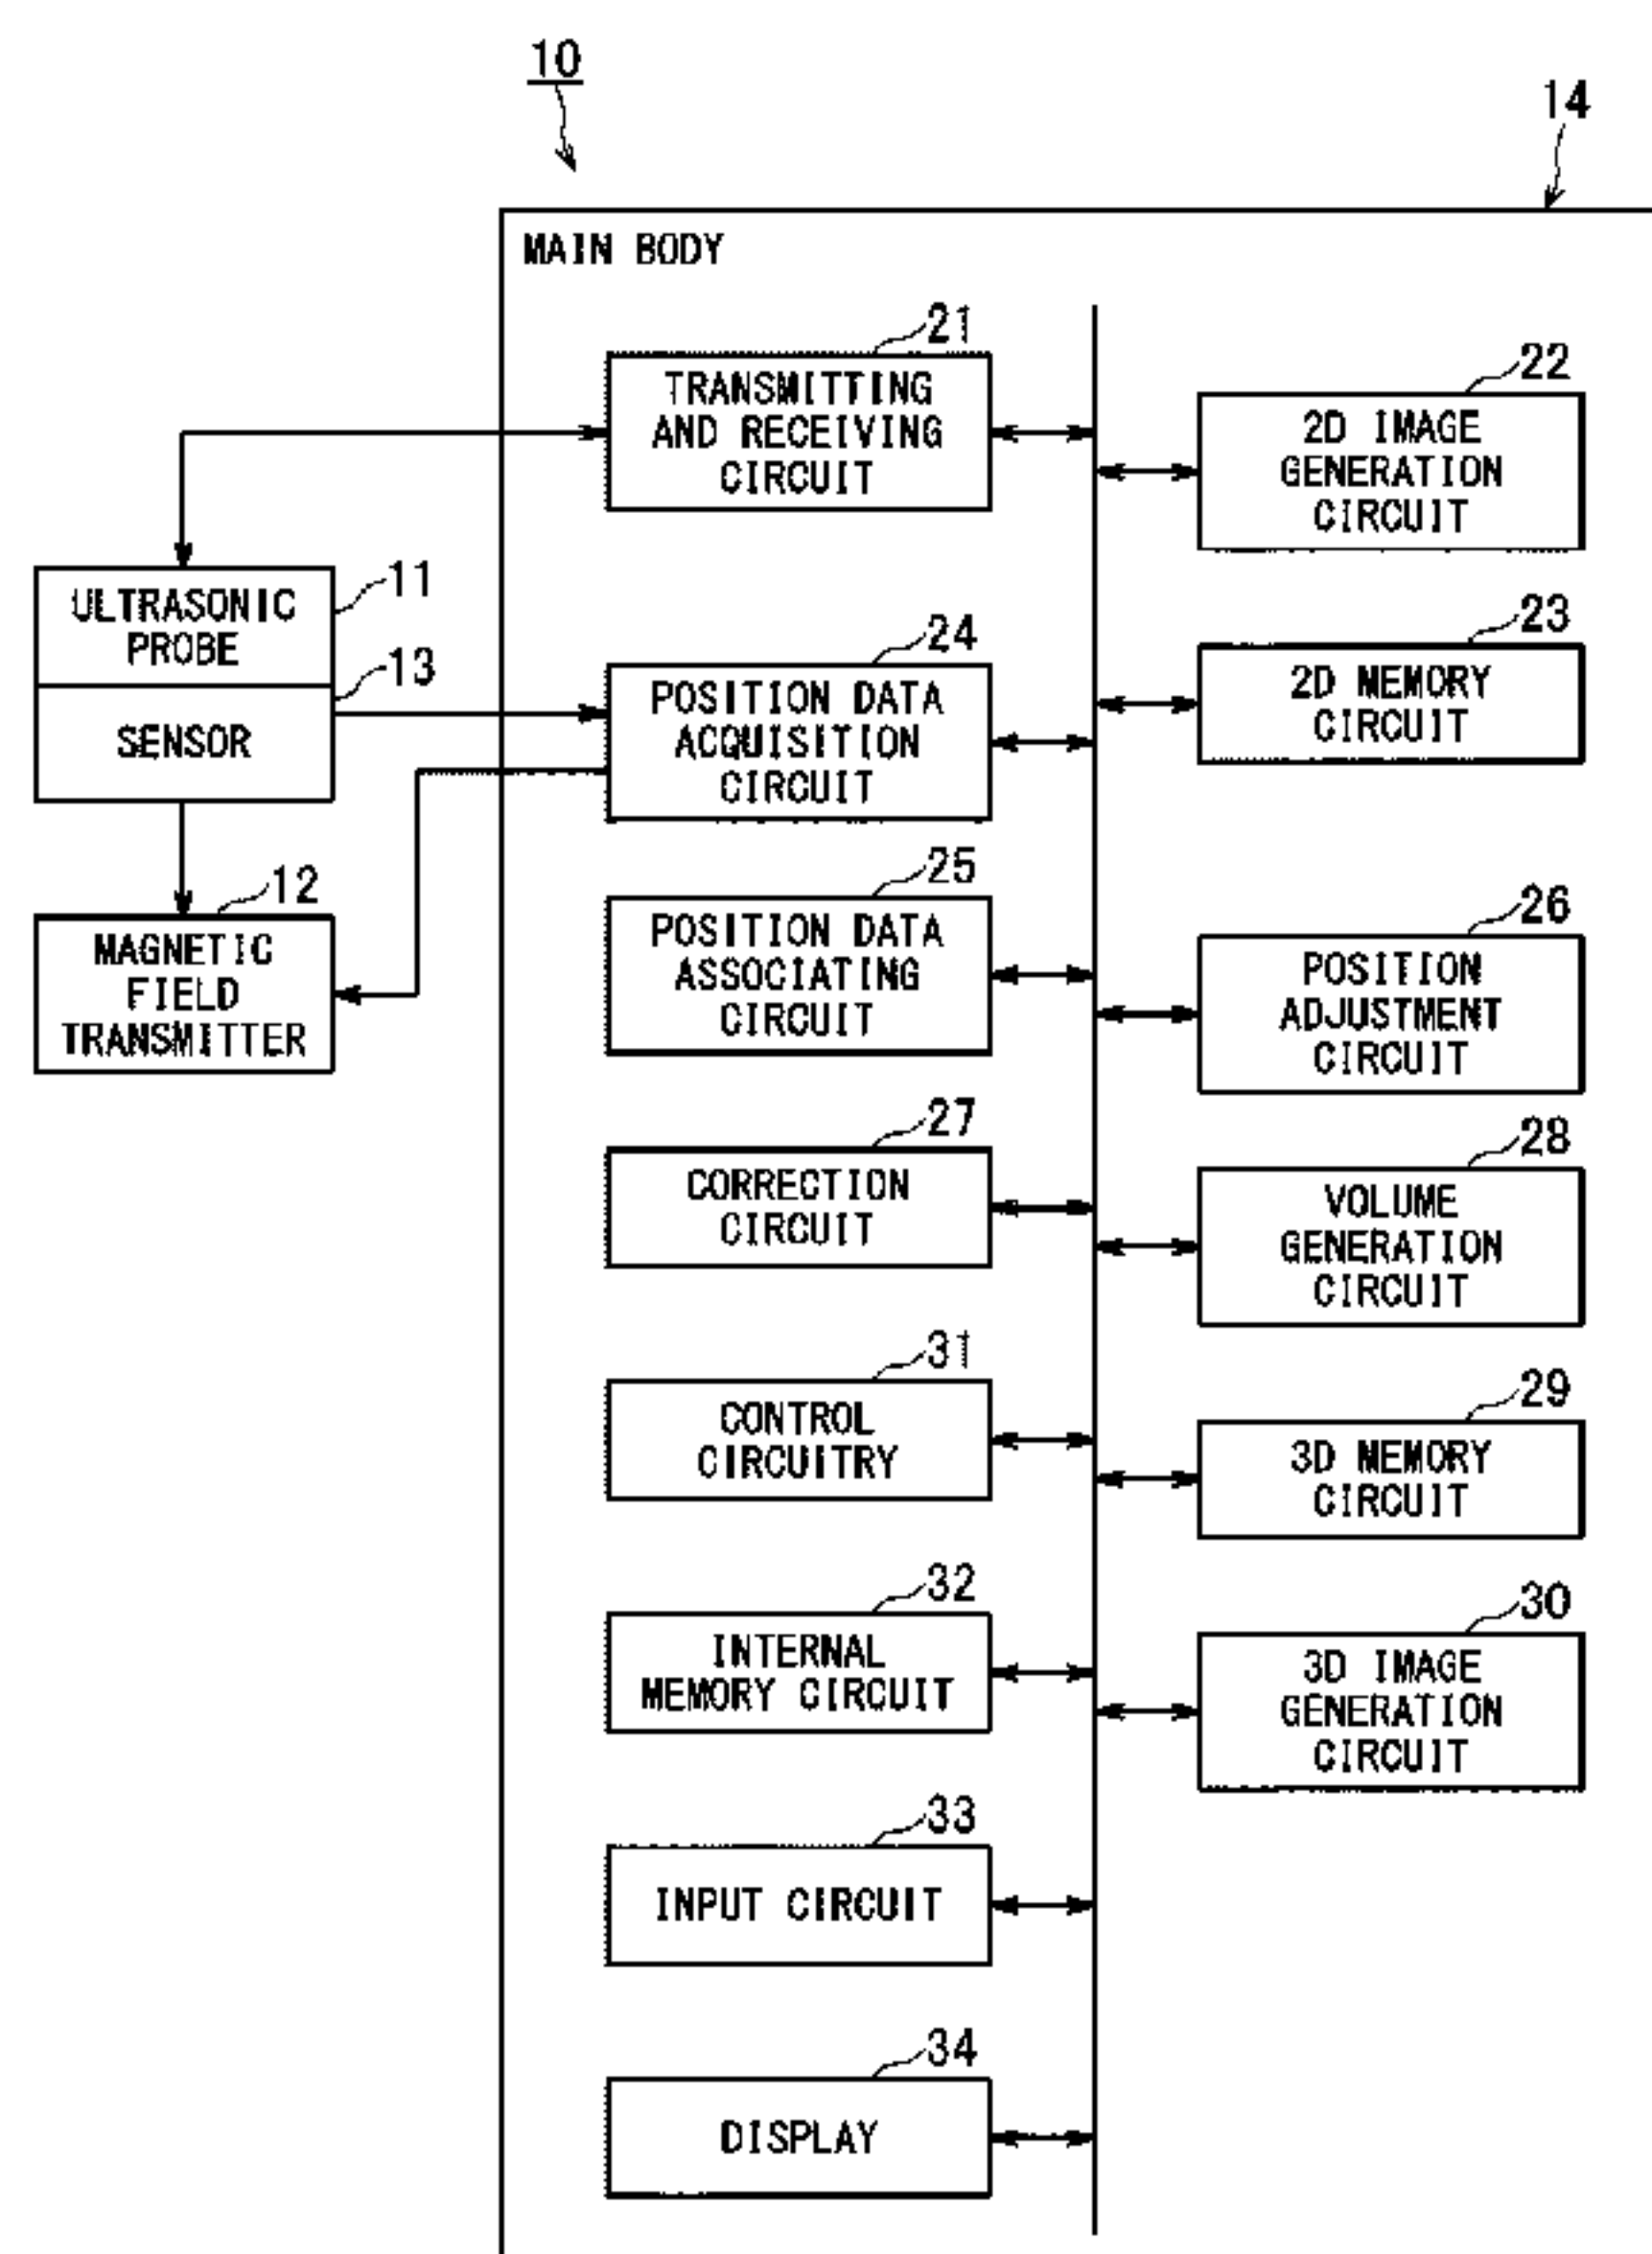 10
14
MAIN BODY
21
TRANSMITTING
AND RECEIVING
CIRCUIT
22
2D IMAGE
GENERATION
CIRCUIT
11
ULTRASONIC
PROBE
13
SENSOR
24
POSITION DATA
ACQUISITION
CIRCUIT
23
2D MEMORY
CIRCUIT
12
MAGNETIC
FIELD
TRANSMITTER
25
POSITION DATA
ASSOCIATING
CIRCUIT
26
POSITION
ADJUSTMENT
CIRCUIT
27
CORRECTION
CIRCUIT
28
VOLUME
GENERATION
CIRCUIT
31
CONTROL
CIRCUITRY
29
3D MEMORY
CIRCUIT
32
INTERNAL
MEMORY CIRCUIT
30
3D IMAGE
GENERATION
CIRCUIT
33
INPUT CIRCUIT
34
DISPLAY